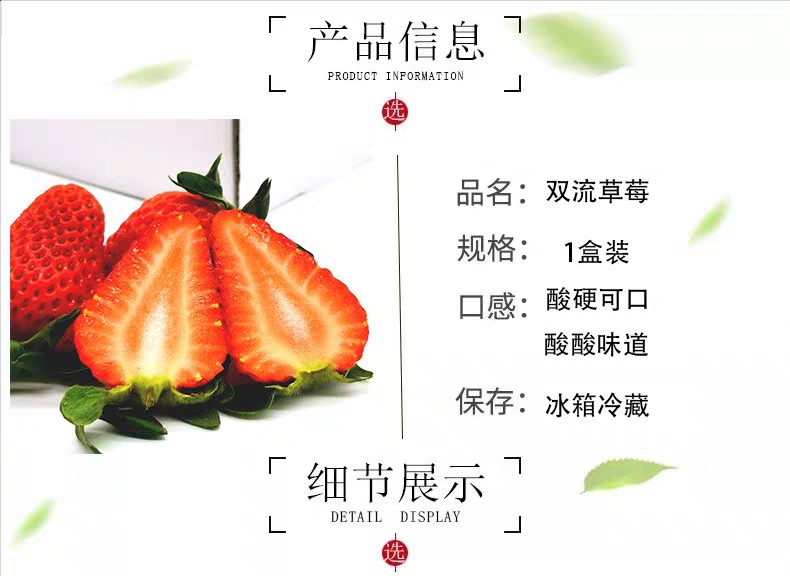 产品信息
PRODUCT INFORMATION
选
品名：双流草莓
规格：1盒装
口感：酸硬可口
酸酸味道
保存：冰箱冷藏
细节展示
DETAIL DISPLAY
选